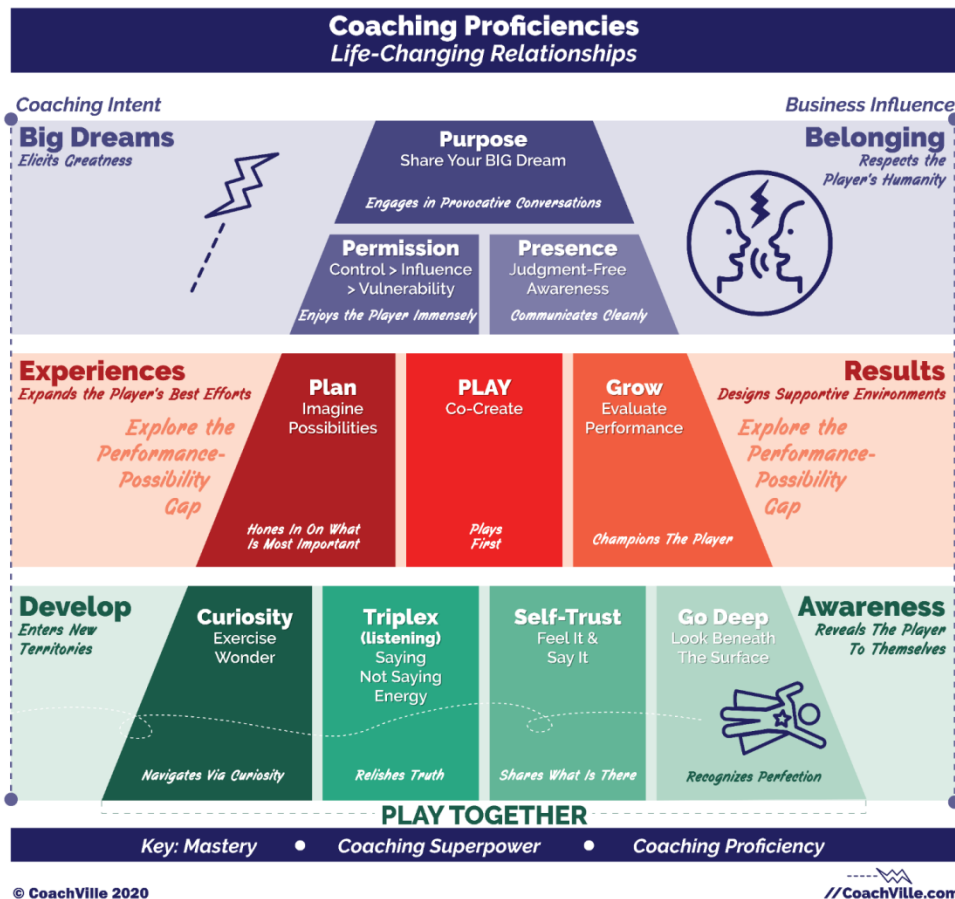 Coaching Proficiencies
Life-Changing Relationships
Coaching Intent
Business Influence
Big Dreams
Elicits Greatness
Purpose
Share Your BIG Dream
Engages in Provocative Conversations
Belonging
Respects the
Player's Humanity
Permission
Control > Influence
> Vulnerability
Enjoys the Player Immensely
Presence
Judgment-Free
Awareness
Communicates Cleanly
Experiences
Expands the Player's Best Efforts
Explore the
Performance-
Possibility
Gap
Plan
Imagine
Possibilities
Hones In On What
Is Most Important
PLAY
Co-Create
Plays
First
Grow
Evaluate
Performance
Champions The Player
Results
Designs Supportive Environments
Explore the
Performance-
Possibility
Gap
Develop
Enters New
Territories
Curiosity
Exercise
Wonder
Navigates Via Curiosity
Triplex
(listening)
Saying
Not Saying
Energy
Relishes Truth
Self-Trust
Feel It &
Say It
Shares What Is There
Go Deep
Look Beneath
The Surface
Recognizes Perfection
Awareness
Reveals The Player
To Themselves
PLAY TOGETHER
Key: Mastery • Coaching Superpower • Coaching Proficiency
© CoachVille 2020
//CoachVille.com